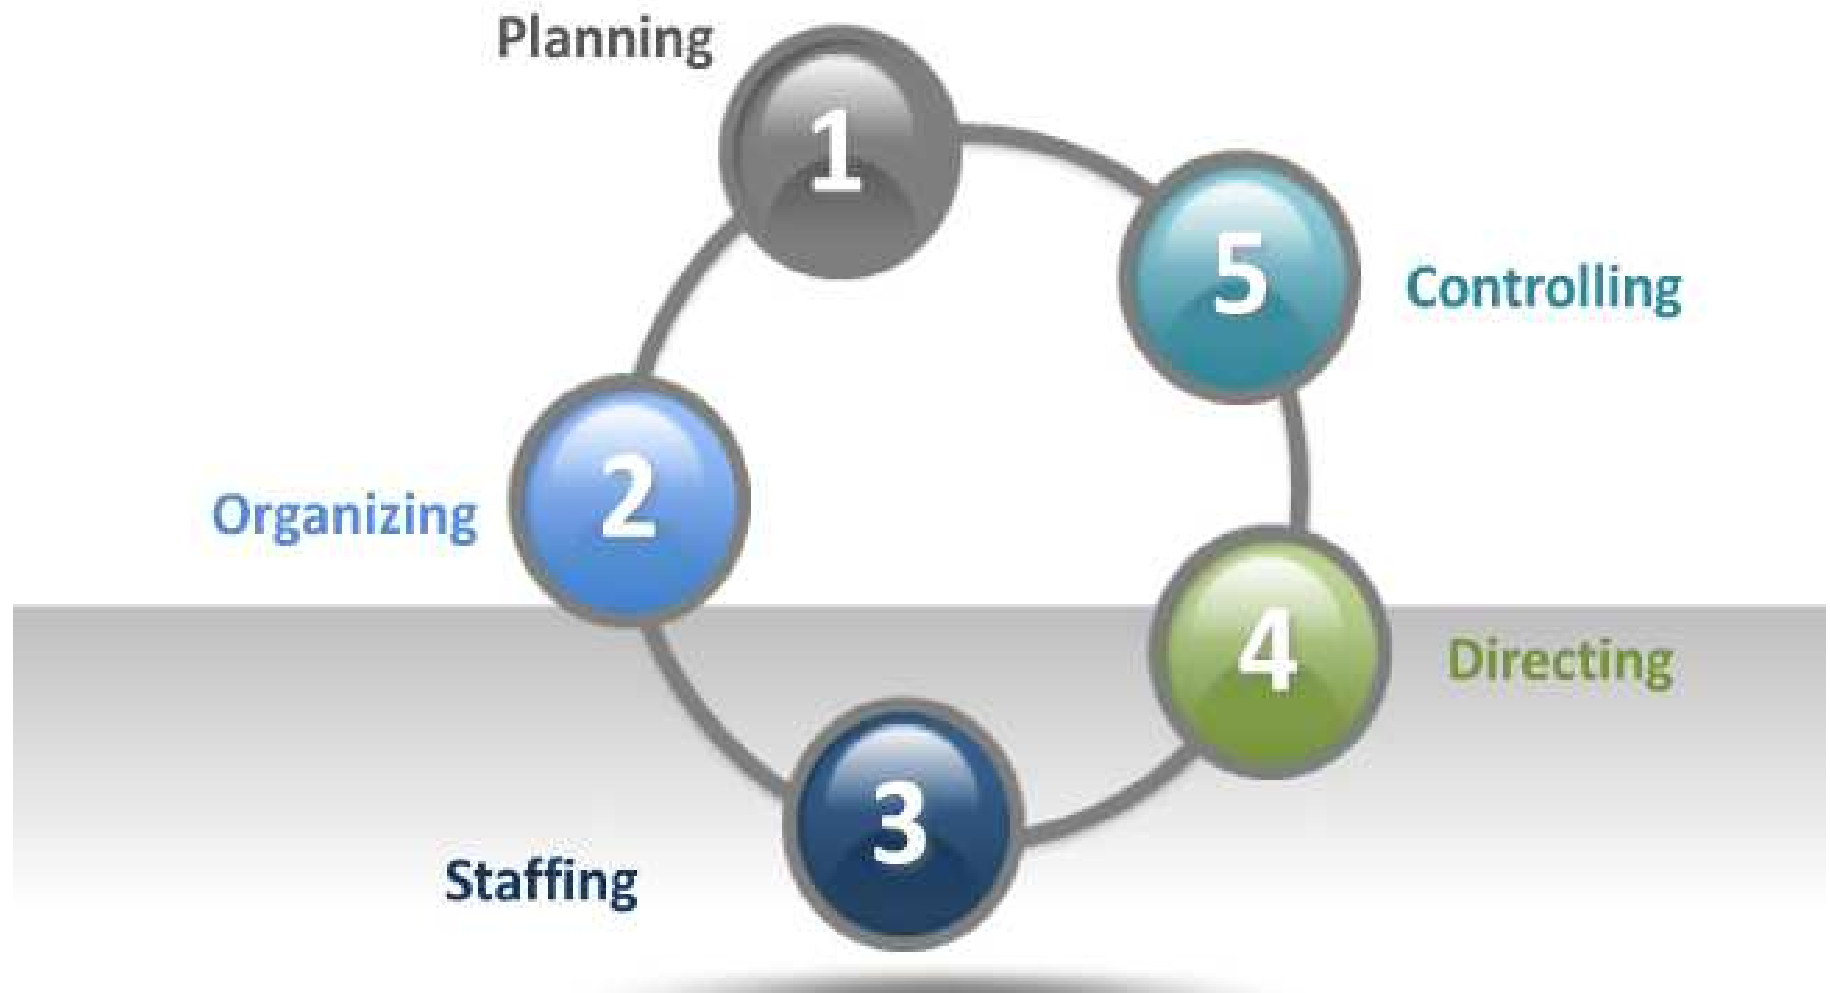 Planning
1
5
Controlling
2
Organizing
4
Directing
3
Staffing